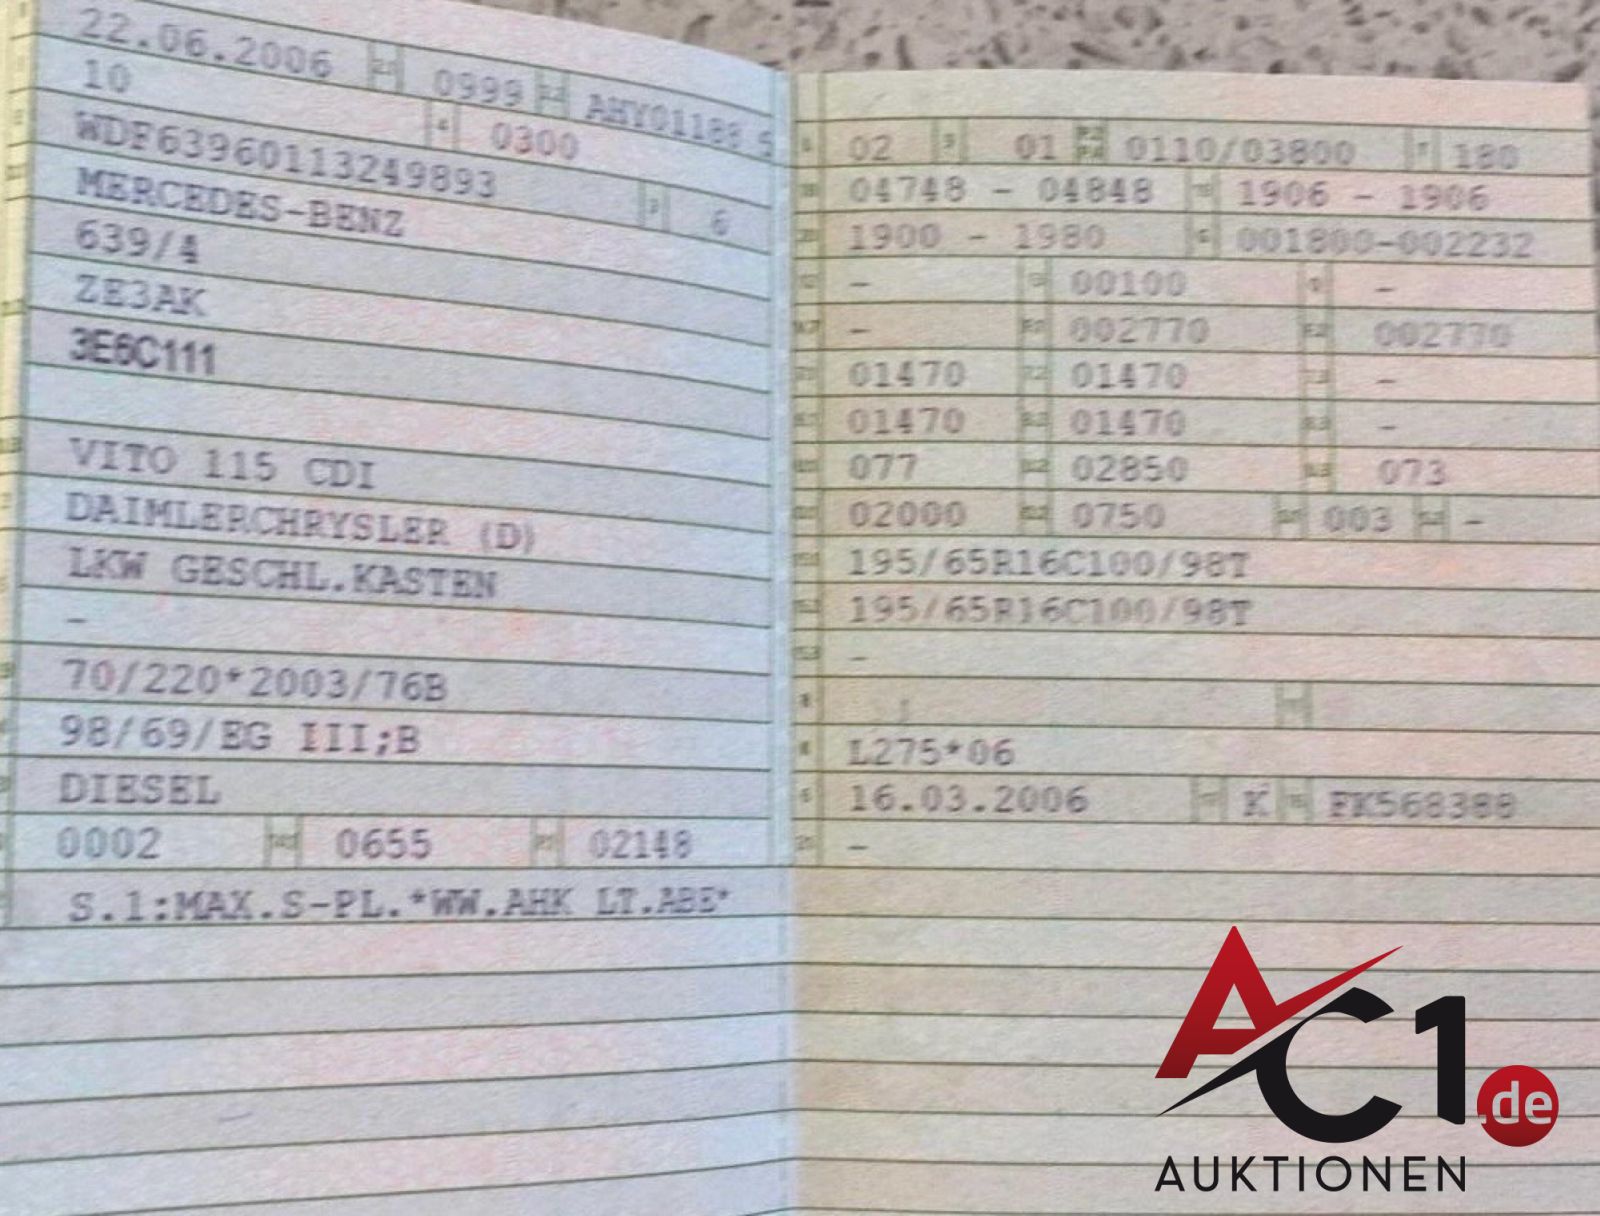 22.06.2006 0999 AHY01188 5
10 0300
WDF63960113249893
MERCEDES-BENZ 6
639/4
ZE3AK
3E6C111
VITO 115 CDI
DAIMLERCHRYSLER (D)
LKW GESCHL.KASTEN
-
70/220*2003/76B
98/69/EG III;B
DIESEL
0002 0655 02148
S.1:MAX.S-PL.*WW.AHK LT.ABE*
02 01 0110/03800 180
04748 - 04848 1906 - 1906
1900 - 1980 G 001800-002232
- 00100 -
- 002770 002770
01470 01470 -
01470 01470 -
077 02850 073
02000 0750 003 -
195/65R16C100/98T
195/65R16C100/98T
-
L275*06
16.03.2006 K FK568388
-
AC1.de
AUKTIONEN